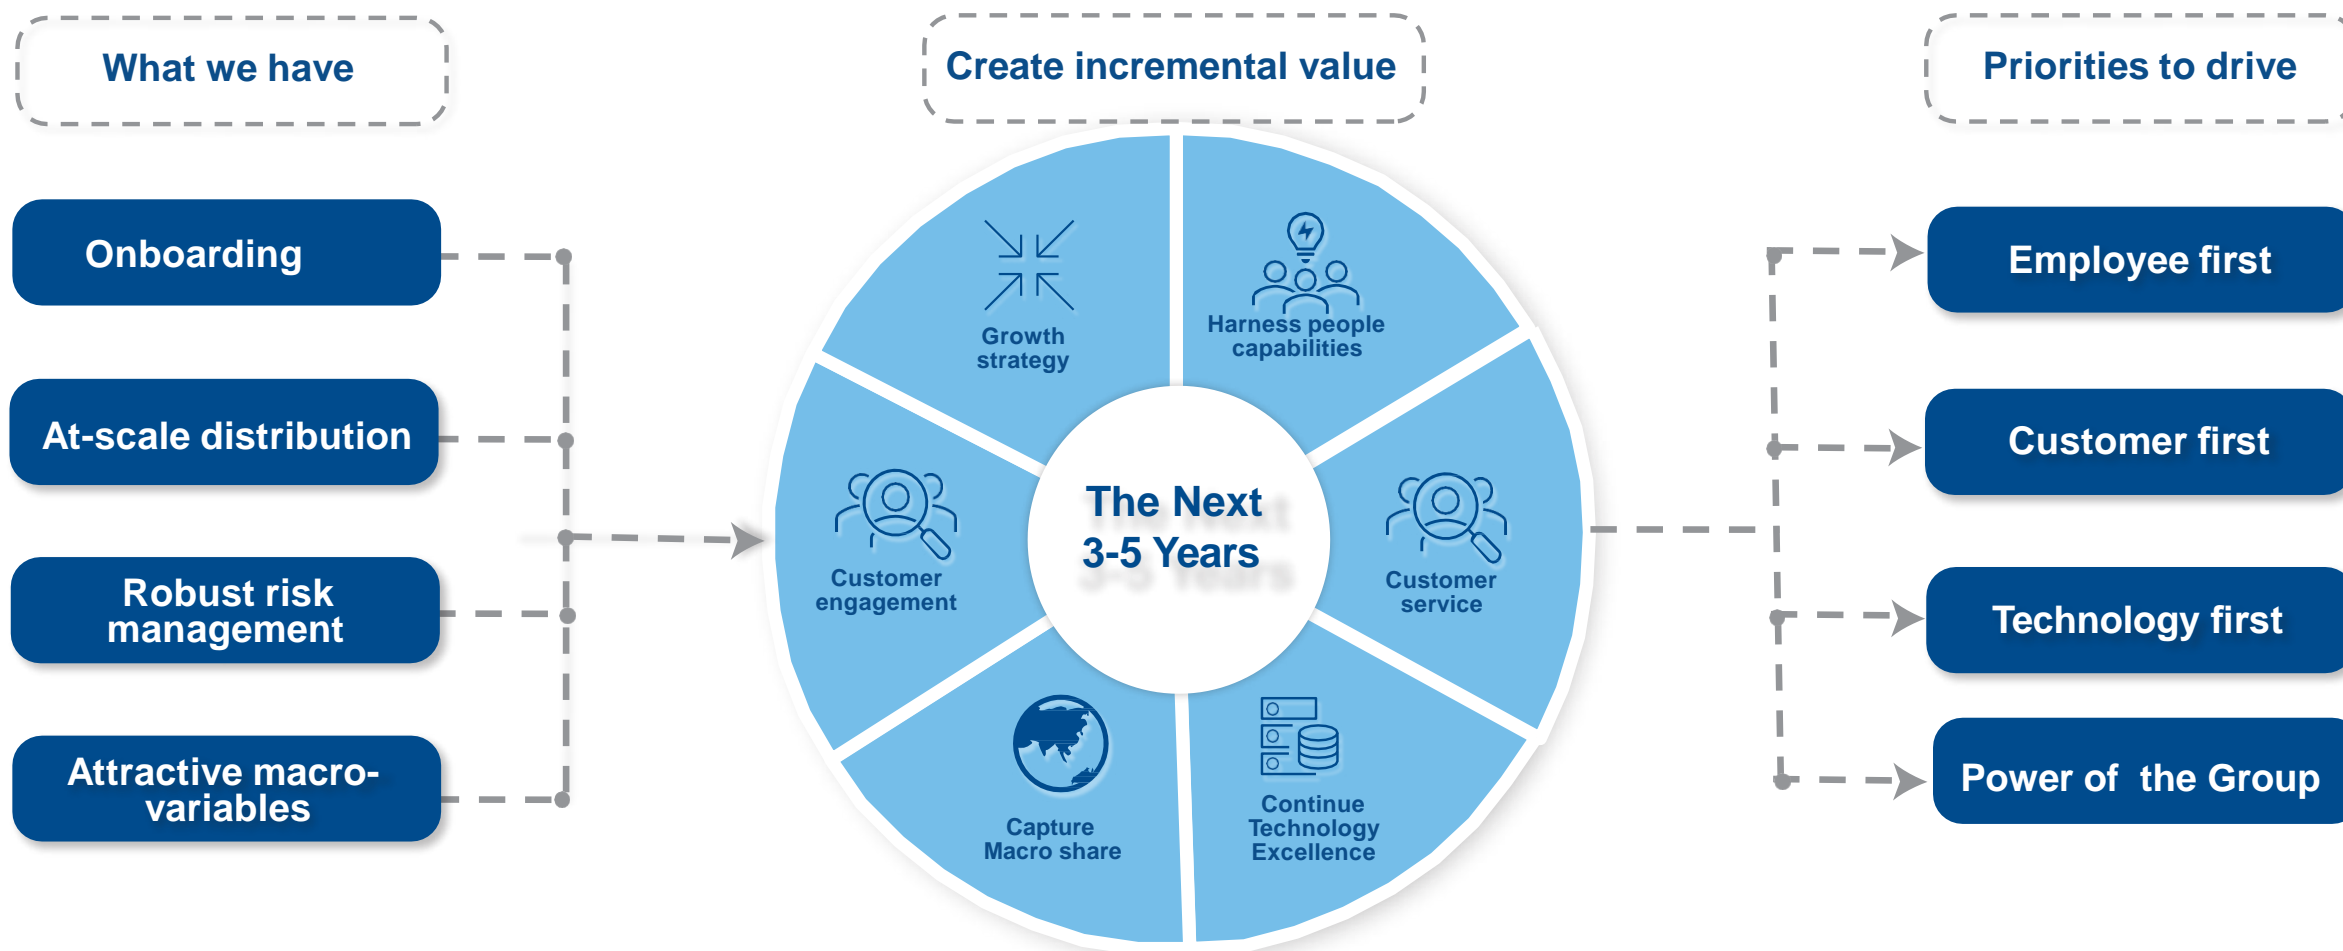 What we have
Create incremental value
Priorities to drive
Onboarding
At-scale distribution
Robust risk
management
Attractive macro-
variables
Growth
strategy
Harness people
capabilities
Customer
engagement
The Next
3-5 Years
Customer
service
Capture
Macro share
Continue
Technology
Excellence
Employee first
Customer first
Technology first
Power of the Group